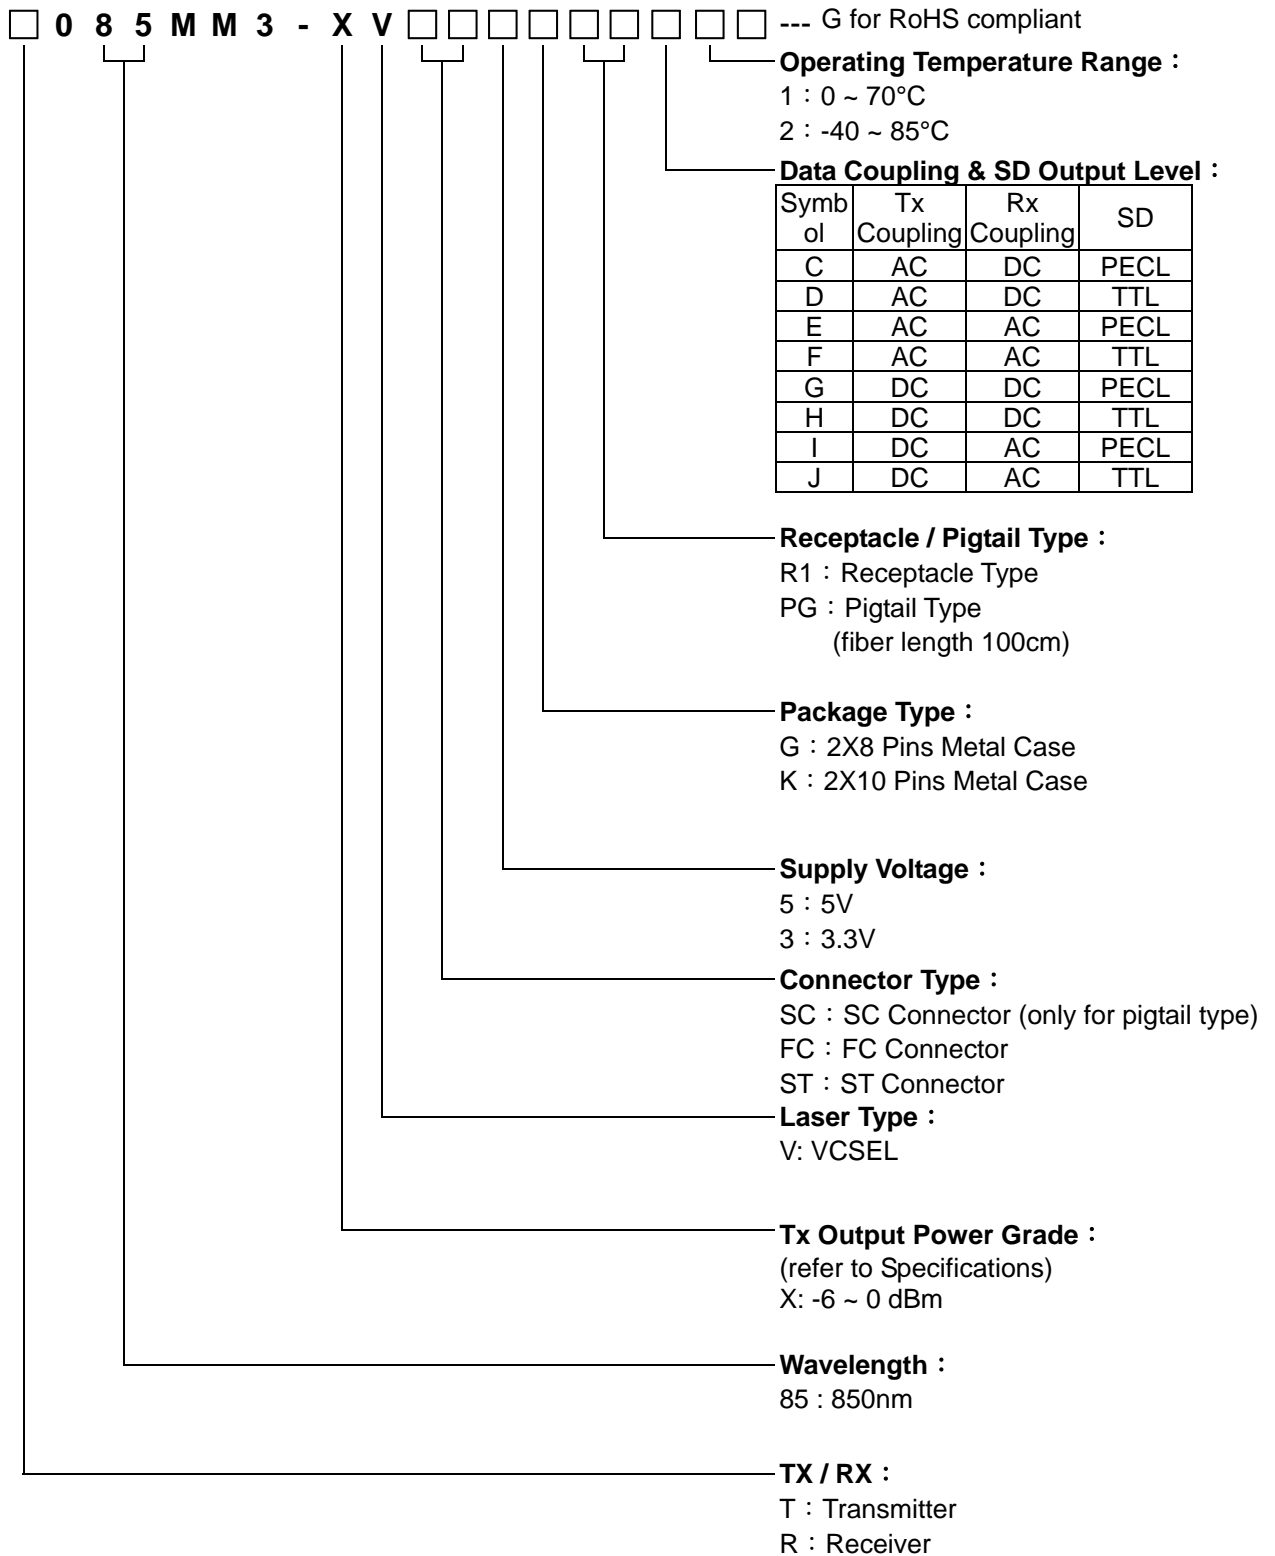 □ 0 8 5 M M 3 - X V □ □ □ □ □ □ □ □ □ --- G for RoHS compliant
Operating Temperature Range：
1：0 ~ 70°C
2：-40 ~ 85°C
Data Coupling & SD Output Level：
Symb ol Tx Coupling Rx Coupling SD
C AC DC PECL
D AC DC TTL
E AC AC PECL
F AC AC TTL
G DC DC PECL
H DC DC TTL
I DC AC PECL
J DC AC TTL
Receptacle / Pigtail Type：
R1：Receptacle Type
PG：Pigtail Type
(fiber length 100cm)
Package Type：
G：2X8 Pins Metal Case
K：2X10 Pins Metal Case
Supply Voltage：
5：5V
3：3.3V
Connector Type：
SC：SC Connector (only for pigtail type)
FC：FC Connector
ST：ST Connector
Laser Type：
V: VCSEL
Tx Output Power Grade：
(refer to Specifications)
X: -6 ~ 0 dBm
Wavelength：
85 : 850nm
TX / RX：
T：Transmitter
R：Receiver